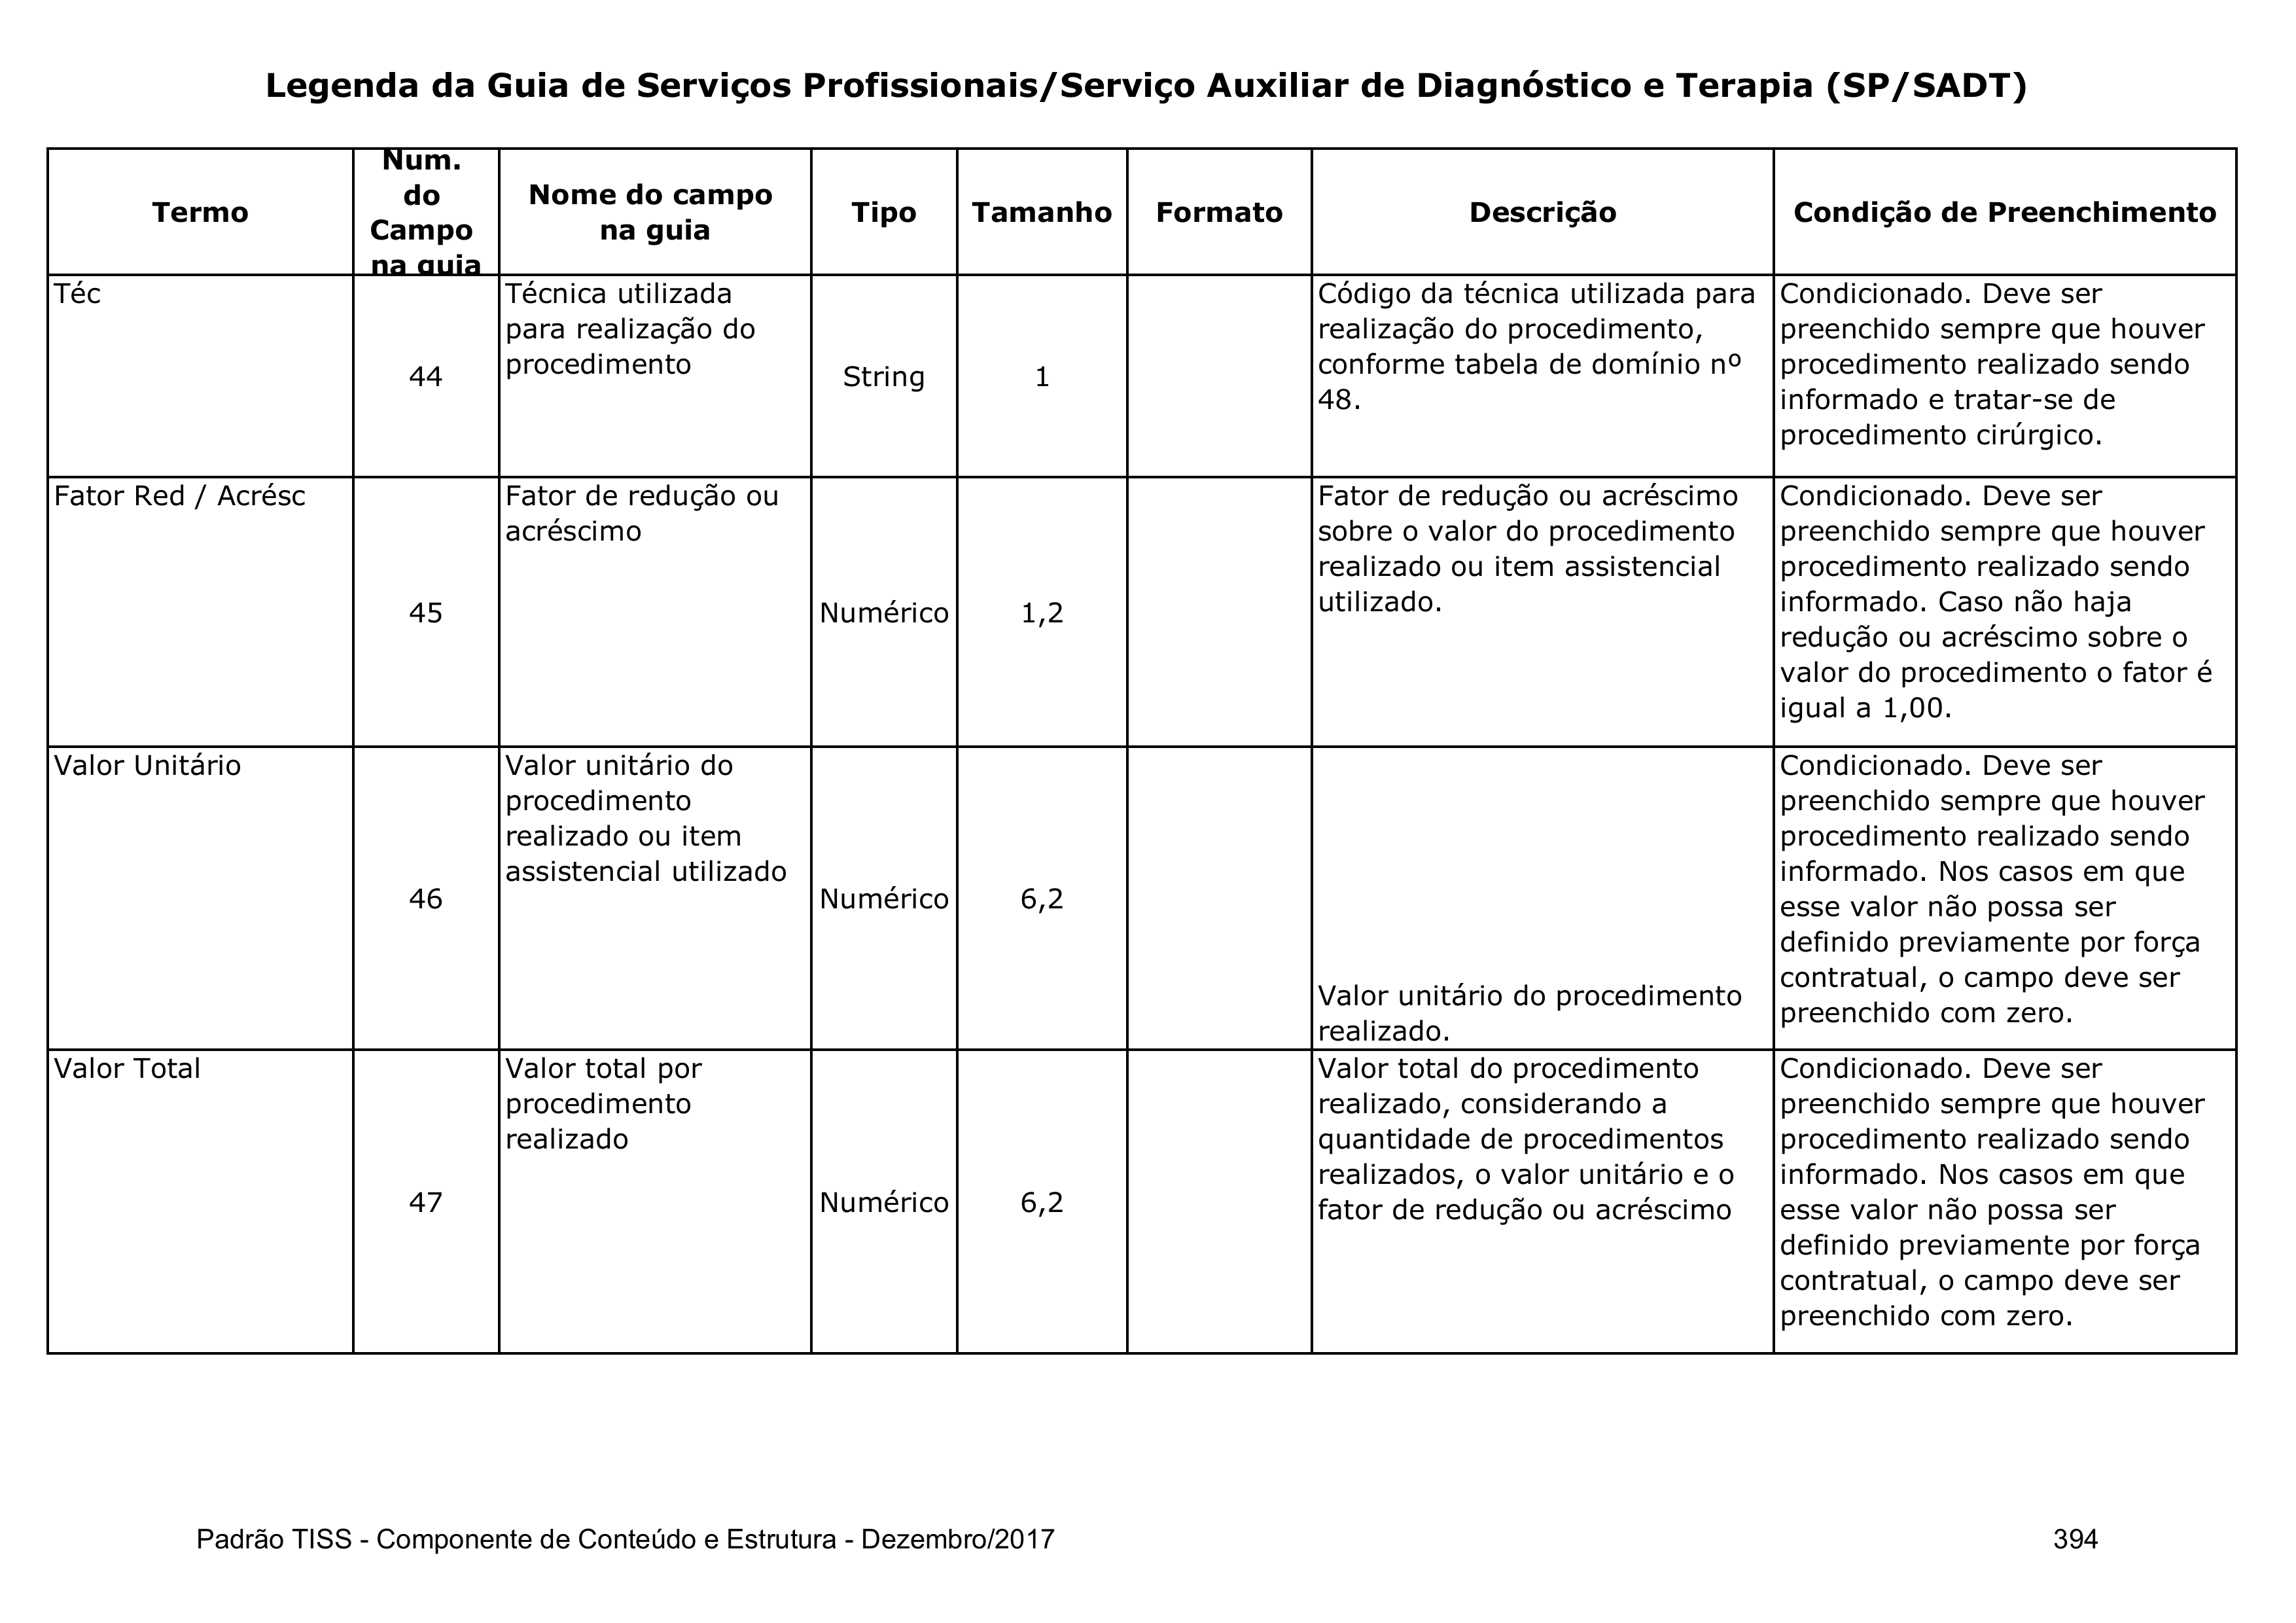 Legenda da Guia de Serviços Profissionais/Serviço Auxiliar de Diagnóstico e Terapia (SP/SADT)
Termo
Num.
do
Campo
na guia
Nome do campo
na guia
Tipo
Tamanho
Formato
Descrição
Condição de Preenchimento
Téc
44
Técnica utilizada
para realização do
procedimento
String
1
Código da técnica utilizada para
realização do procedimento,
conforme tabela de domínio nº
48.
Condicionado. Deve ser
preenchido sempre que houver
procedimento realizado sendo
informado e tratar-se de
procedimento cirúrgico.
Fator Red / Acrésc
45
Fator de redução ou
acréscimo
Numérico
1,2
Fator de redução ou acréscimo
sobre o valor do procedimento
realizado ou item assistencial
utilizado.
Condicionado. Deve ser
preenchido sempre que houver
procedimento realizado sendo
informado. Caso não haja
redução ou acréscimo sobre o
valor do procedimento o fator é
igual a 1,00.
Valor Unitário
46
Valor unitário do
procedimento
realizado ou item
assistencial utilizado
Numérico
6,2
Valor unitário do procedimento
realizado.
Condicionado. Deve ser
preenchido sempre que houver
procedimento realizado sendo
informado. Nos casos em que
esse valor não possa ser
definido previamente por força
contratual, o campo deve ser
preenchido com zero.
Valor Total
47
Valor total por
procedimento
realizado
Numérico
6,2
Valor total do procedimento
realizado, considerando a
quantidade de procedimentos
realizados, o valor unitário e o
fator de redução ou acréscimo
Condicionado. Deve ser
preenchido sempre que houver
procedimento realizado sendo
informado. Nos casos em que
esse valor não possa ser
definido previamente por força
contratual, o campo deve ser
preenchido com zero.
Padrão TISS - Componente de Conteúdo e Estrutura - Dezembro/2017
394